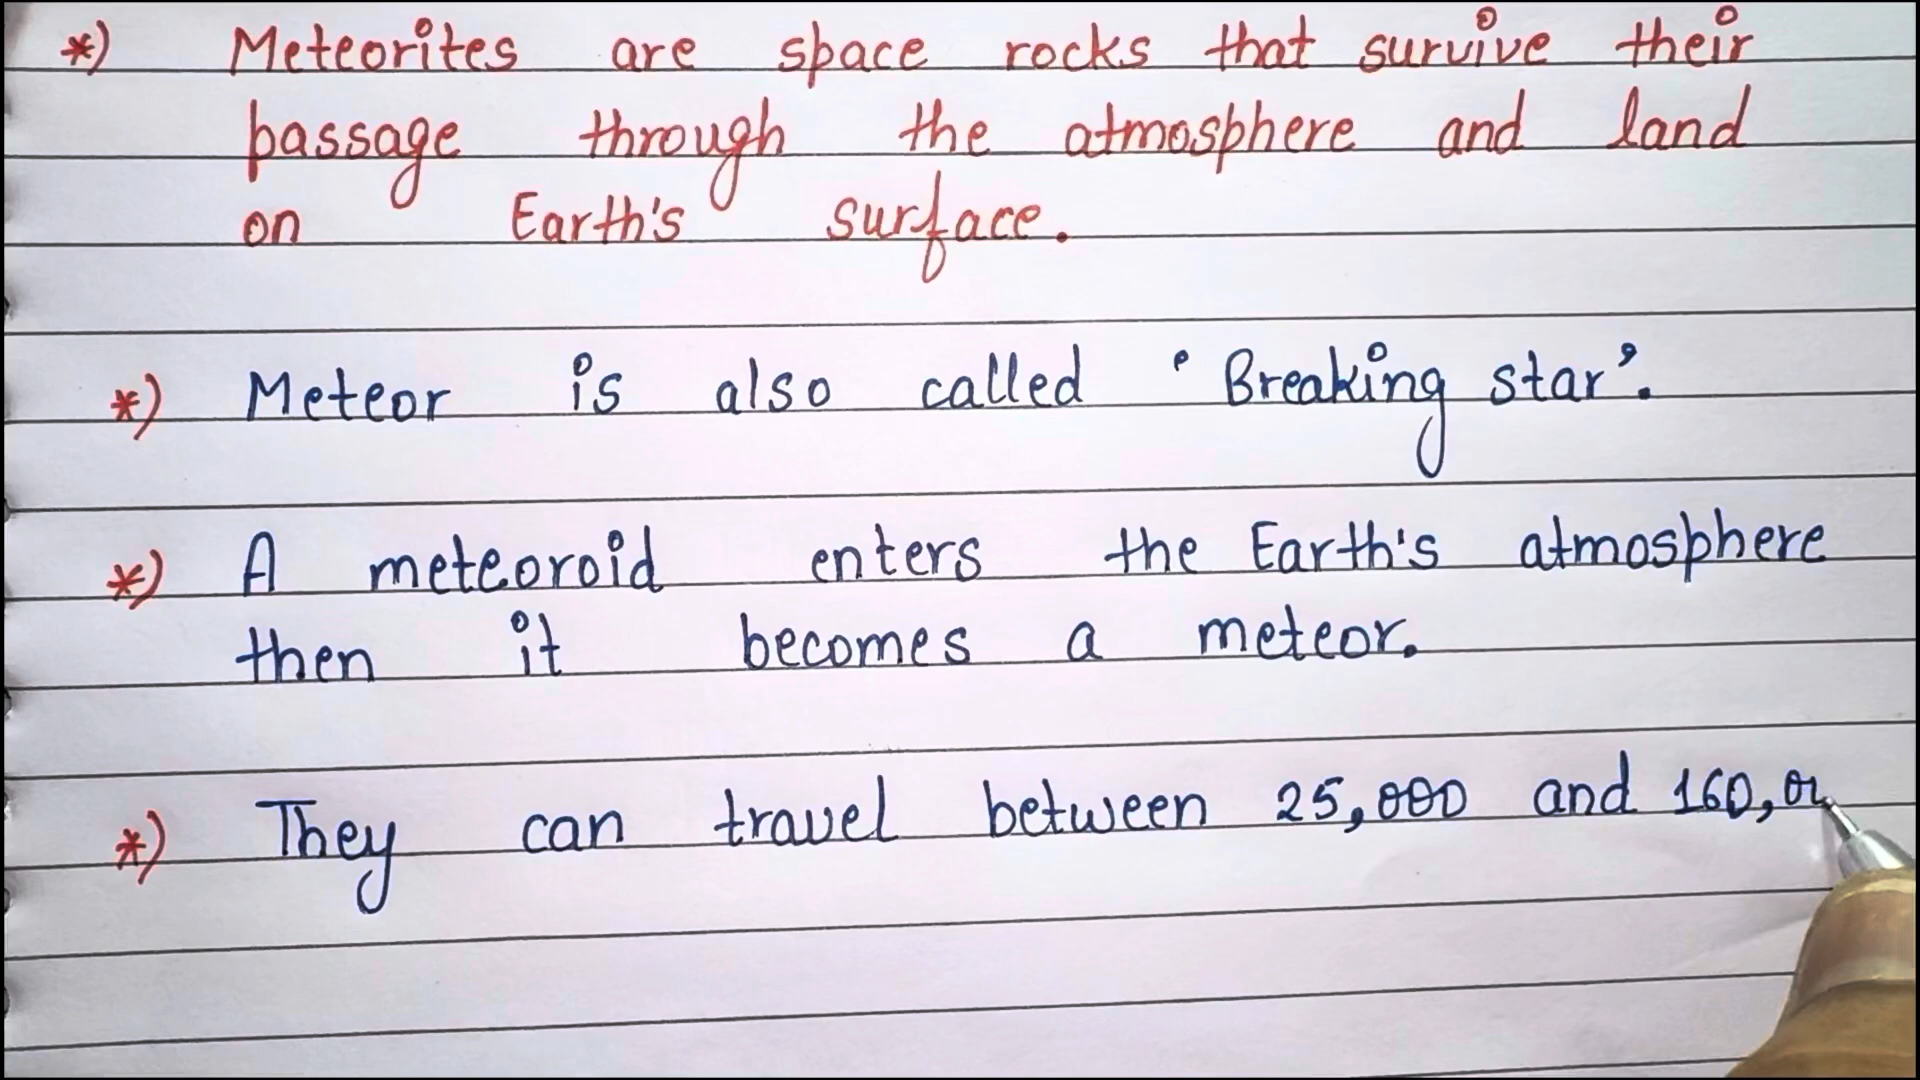 *) Meteorites are space rocks that survive their
passage through the atmosphere and land
on Earth's surface.
*) Meteor is also called 'Breaking star'.
*) A meteoroid enters the Earth's atmosphere
then it becomes a meteor.
*) They can travel between 25,000 and 160,0